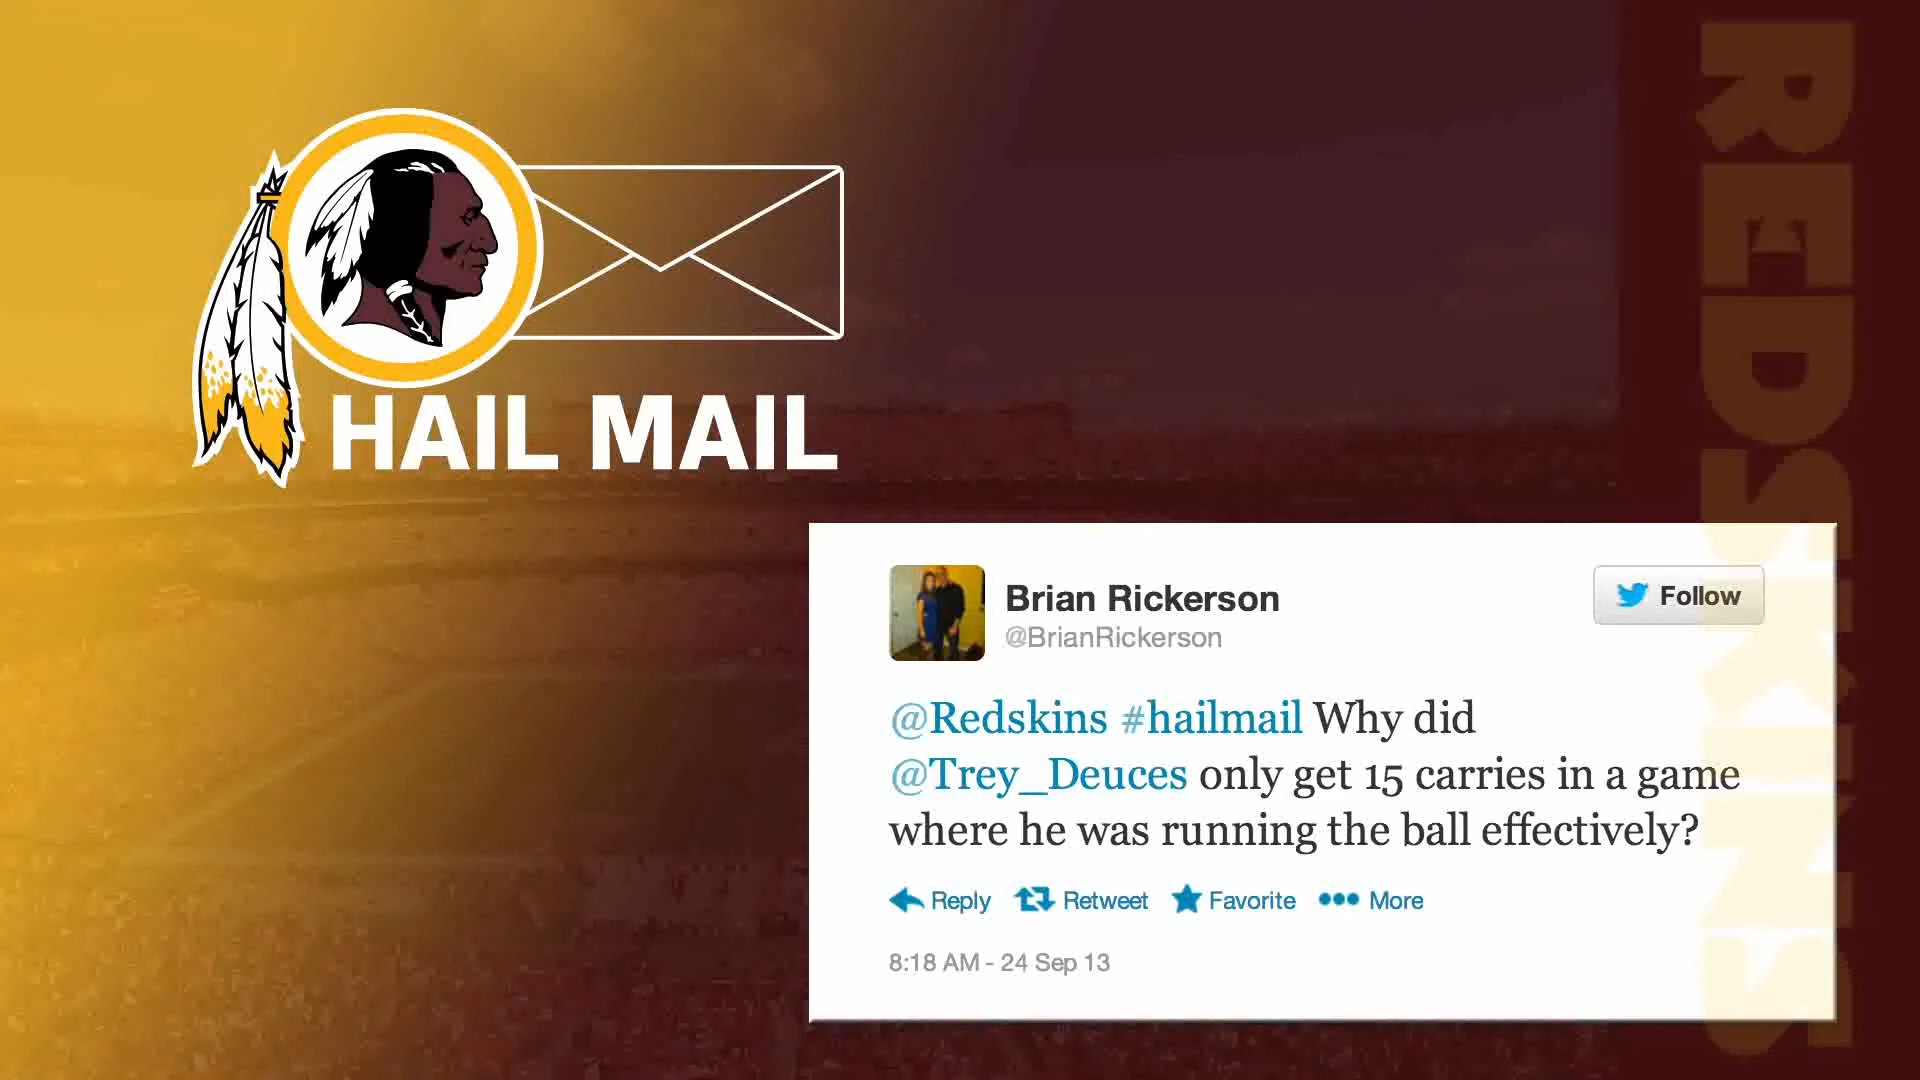 HAIL MAIL
REDSKINS
Brian Rickerson
@BrianRickerson
Follow
@Redskins #hailmail Why did
@Trey_Deuces only get 15 carries in a game
where he was running the ball effectively?
Reply Retweet Favorite More
8:18 AM - 24 Sep 13